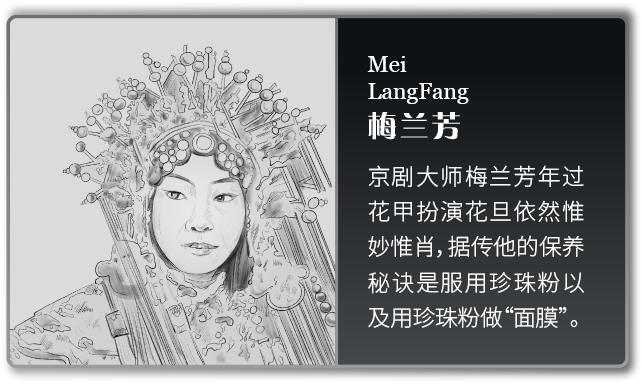 Mei
LangFang
梅兰芳
京剧大师梅兰芳年过
花甲扮演花旦依然惟
妙惟肖，据传他的保养
秘诀是服用珍珠粉以
及用珍珠粉做“面膜”。